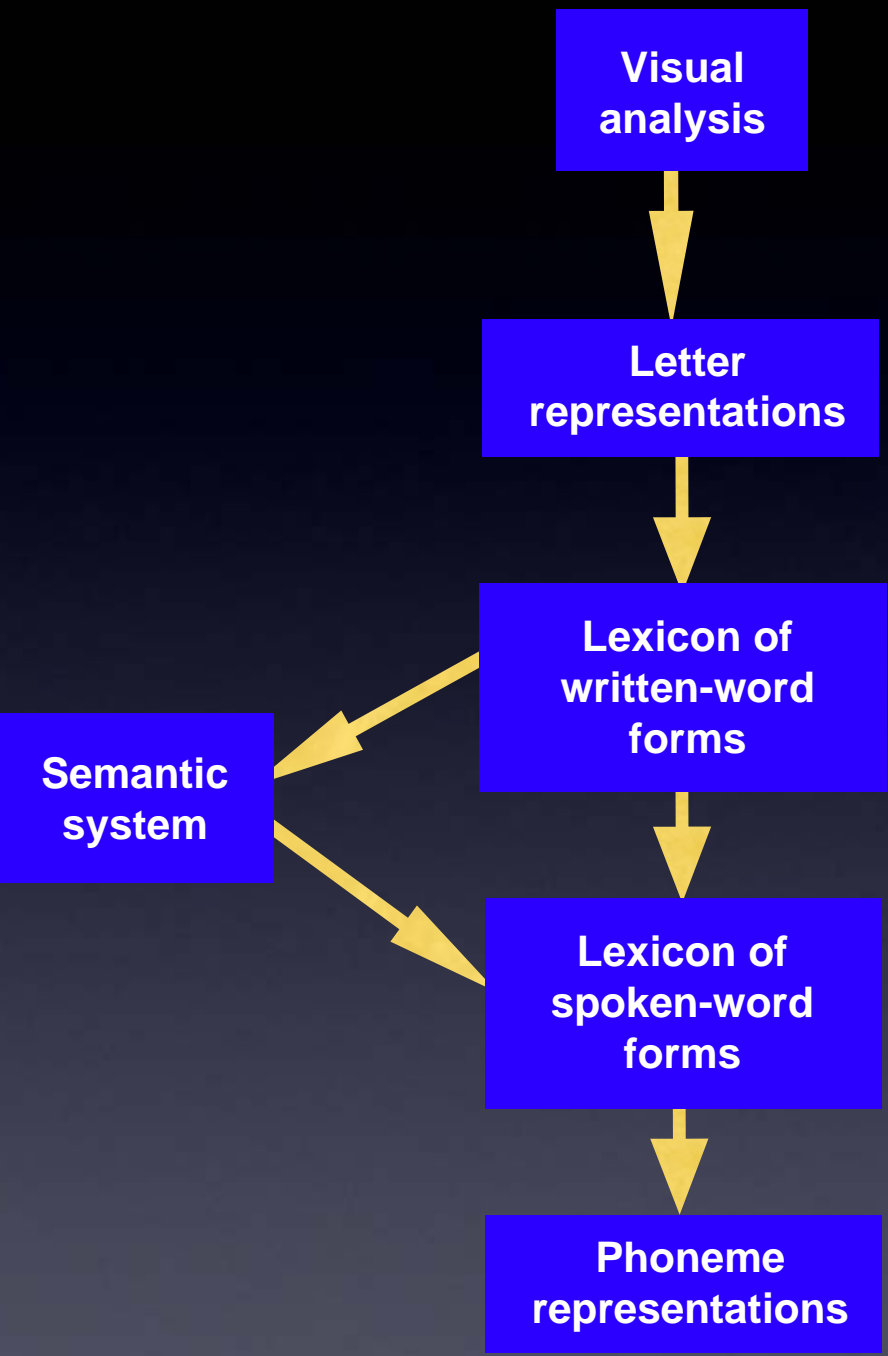 Visual
analysis
Letter
representations
Lexicon of
written-word
forms
Semantic
system
Lexicon of
spoken-word
forms
Phoneme
representations